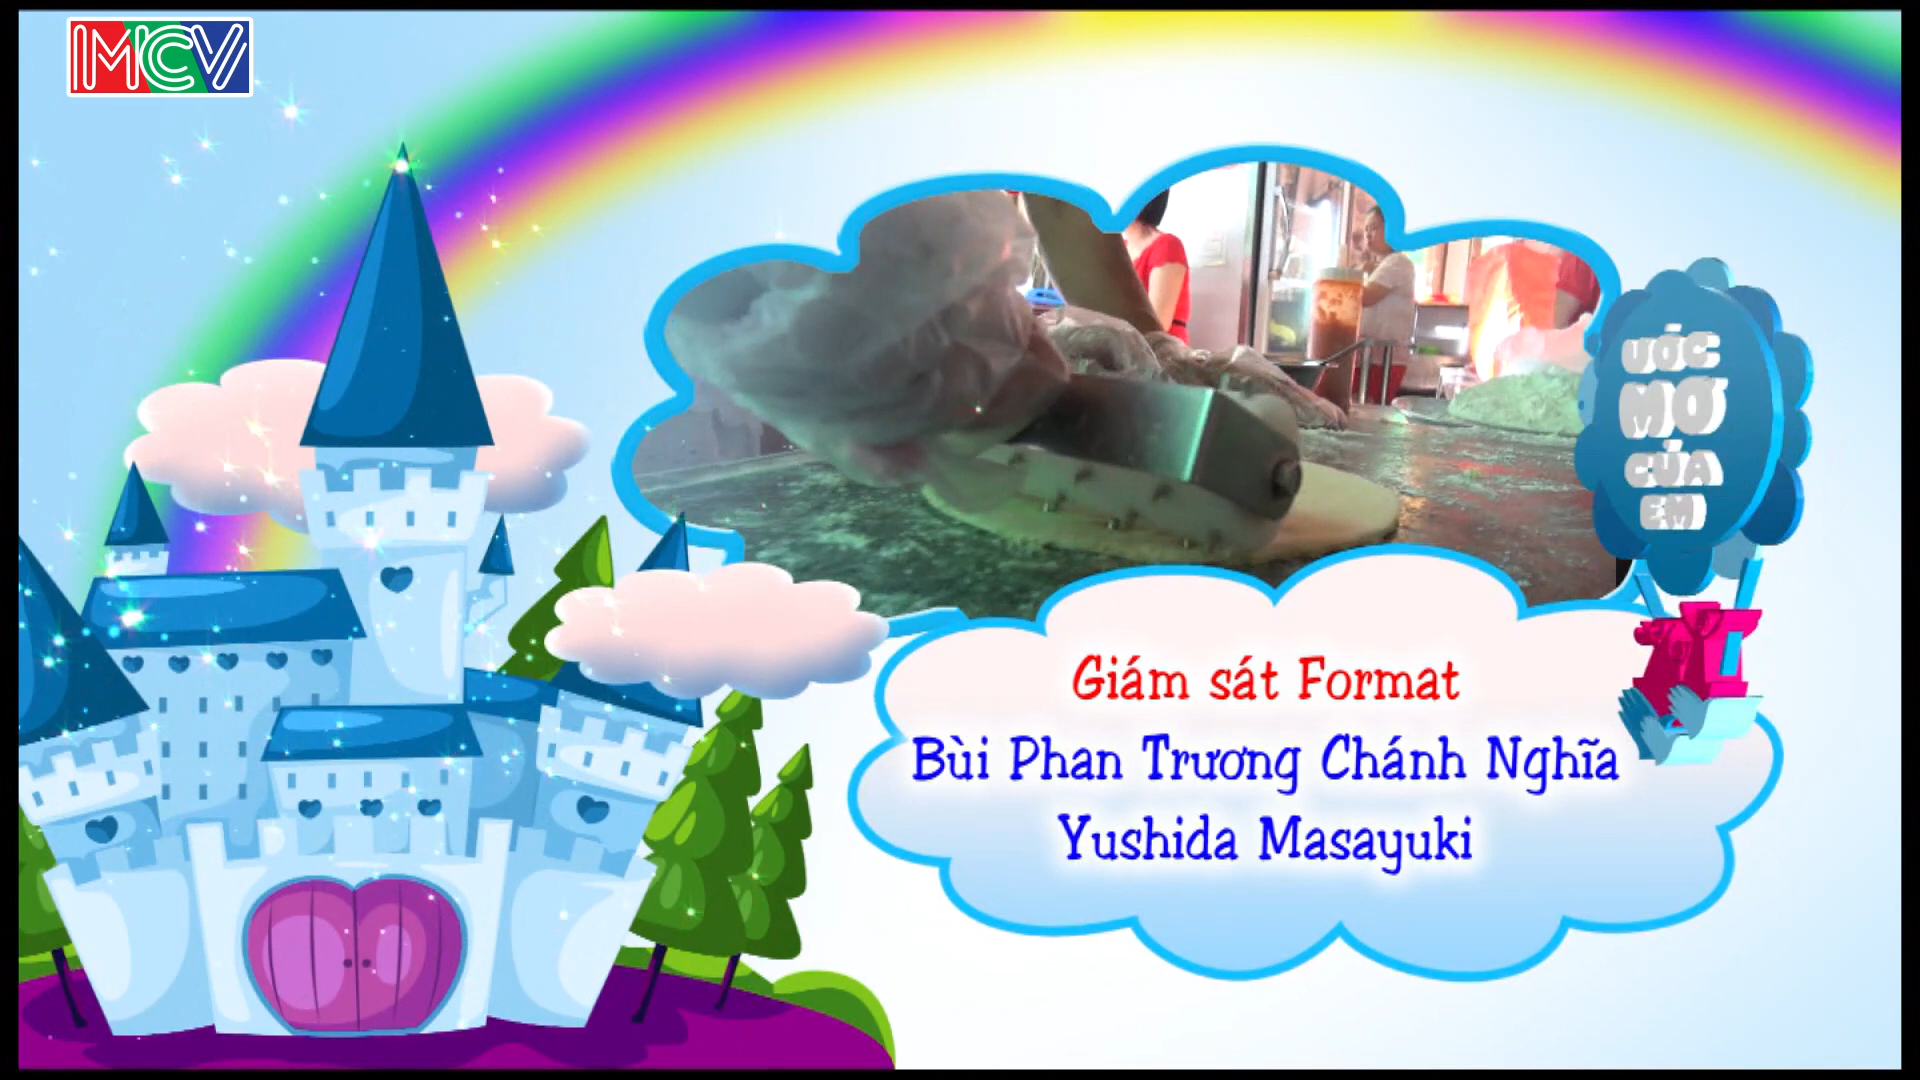 MCV
ƯỚC
MƠ
CỦA
EM
Giám sát Format
Bùi Phan Trương Chánh Nghĩa
Yushida Masayuki